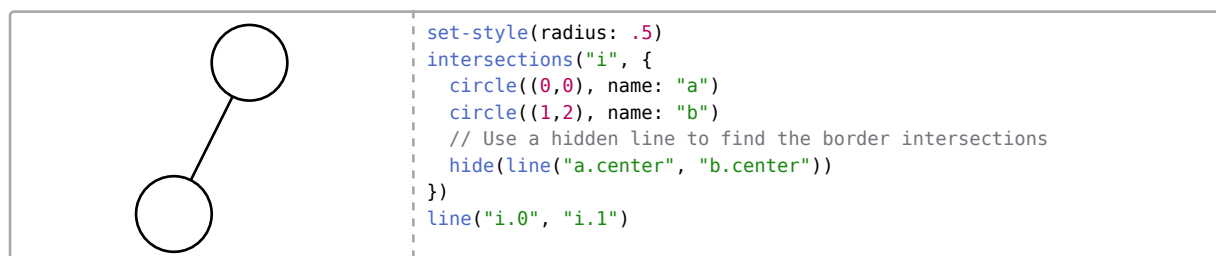 set-style(radius: .5)
intersections("i", {
  circle((0,0), name: "a")
  circle((1,2), name: "b")
  // Use a hidden line to find the border intersections
  hide(line("a.center", "b.center"))
})
line("i.0", "i.1")